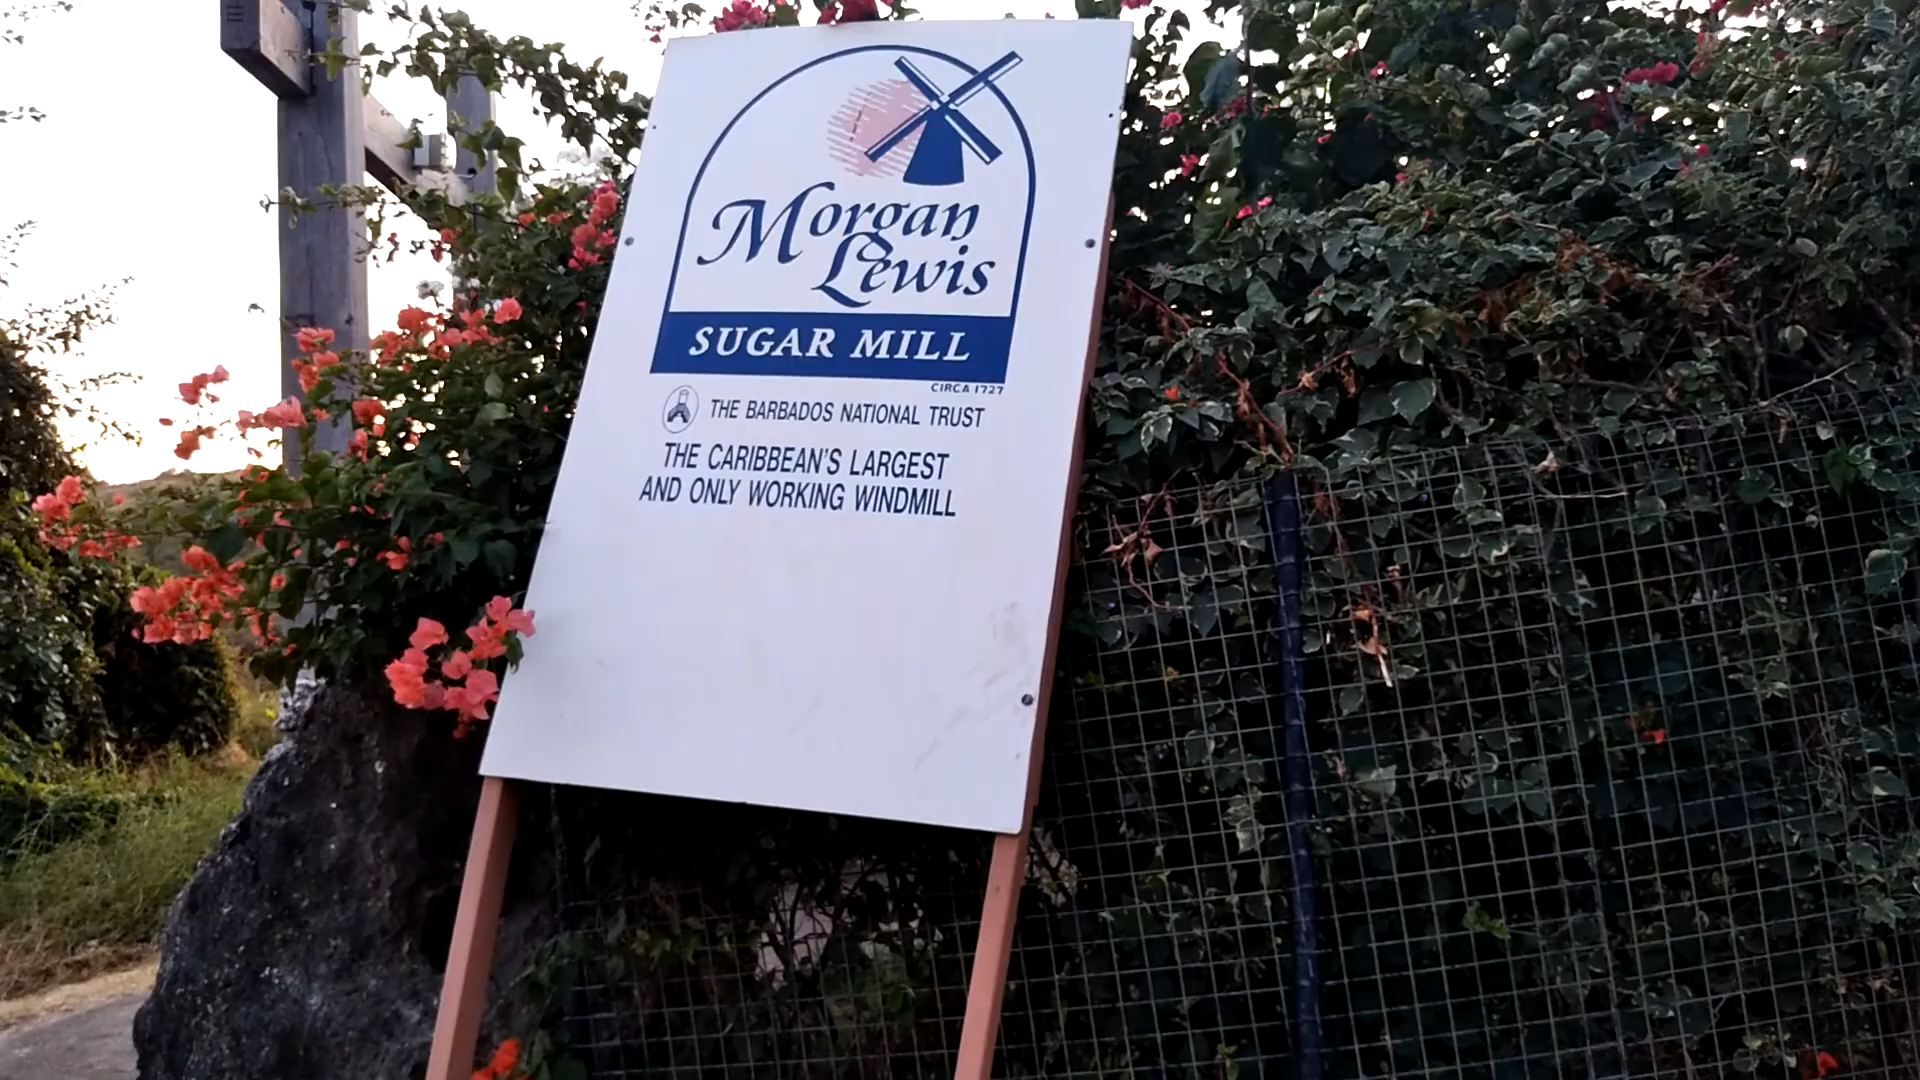 Morgan
Lewis
SUGAR MILL
CIRCA 1727
THE BARBADOS NATIONAL TRUST
THE CARIBBEAN'S LARGEST
AND ONLY WORKING WINDMILL